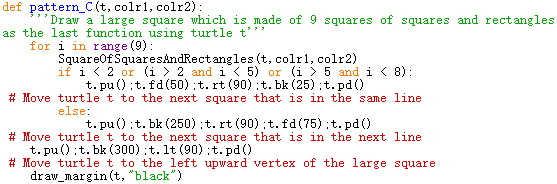 def pattern_C(t,colr1,colr2):
    '''Draw a large square which is made of 9 squares of squares and rectangles
as the last function using turtle t'''
    for i in range(9):
        SquareOfSquaresAndRectangles(t,colr1,colr2)
        if i < 2 or (i > 2 and i < 5) or (i > 5 and i < 8):
            t.pu();t.fd(50);t.rt(90);t.bk(25);t.pd()
 # Move turtle t to the next square that is in the same line
        else:
            t.pu();t.bk(250);t.rt(90);t.fd(75);t.pd()
 # Move turtle t to the next square that is in the next line
    t.pu();t.bk(300);t.lt(90);t.pd()
 # Move turtle t to the left upward vertex of the large square
    draw_margin(t,"black")